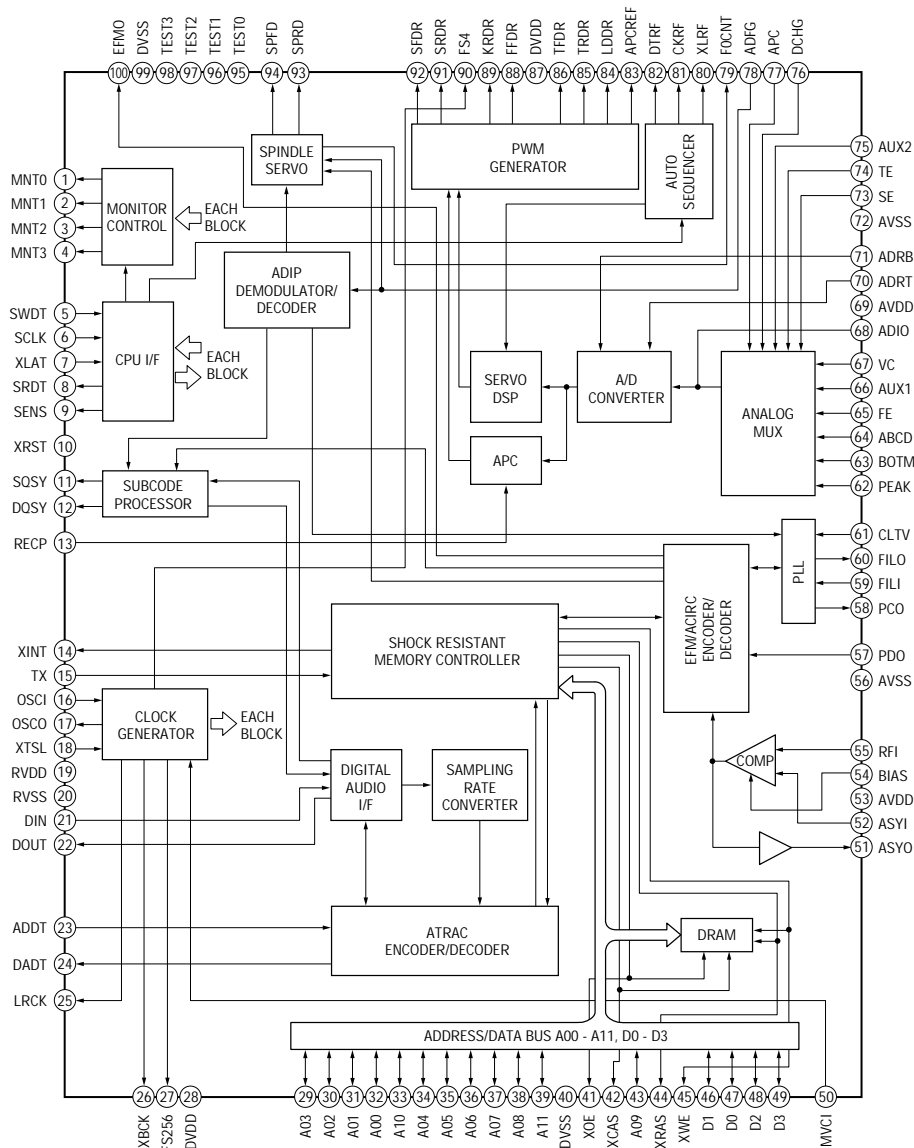 EFMO
DVSS
TEST3
TEST2
TEST1
TEST0
SPFD
SPRD
SFDR
SRDR
FS4
KRDR
FFDR
DVDD
TFDR
TRDR
LDDR
APCREF
DTRF
CKRF
XLRF
F0CNT
ADFG
APC
DCHG
100
99
98
97
96
95
94
93
92
91
90
89
88
87
86
85
84
83
82
81
80
79
78
77
76
MNT0 1
MNT1 2
MNT2 3
MNT3 4
SWDT 5
SCLK 6
XLAT 7
SRDT 8
SENS 9
XRST 10
SQSY 11
DQSY 12
RECP 13
XINT 14
TX 15
OSCI 16
OSCO 17
XTSL 18
RVDD 19
RVSS 20
DIN 21
DOUT 22
ADDT 23
DADT 24
LRCK 25
MONITOR
CONTROL
EACH
BLOCK
CPU I/F
EACH
BLOCK
SPINDLE
SERVO
ADIP
DEMODULATOR/
DECODER
SUBCODE
PROCESSOR
PWM
GENERATOR
AUTO
SEQUENCER
SERVO
DSP
A/D
CONVERTER
ANALOG
MUX
APC
SHOCK RESISTANT
MEMORY CONTROLLER
EFM/ACIRC
ENCODER/
DECODER
PLL
CLOCK
GENERATOR
EACH
BLOCK
DIGITAL
AUDIO
I/F
SAMPLING
RATE
CONVERTER
COMP
ATRAC
ENCODER/DECODER
DRAM
ADDRESS/DATA BUS A00 - A11, D0 - D3
75 AUX2
74 TE
73 SE
72 AVSS
71 ADRB
70 ADRT
69 AVDD
68 ADIO
67 VC
66 AUX1
65 FE
64 ABCD
63 BOTM
62 PEAK
61 CLTV
60 FILO
59 FILI
58 PCO
57 PDO
56 AVSS
55 RFI
54 BIAS
53 AVDD
52 ASYI
51 ASYO
26
27
28
29
30
31
32
33
34
35
36
37
38
39
40
41
42
43
44
45
46
47
48
49
50
XBCK
FS256
DVDD
A03
A02
A01
A00
A10
A04
A05
A06
A07
A08
A11
DVSS
XOE
XCAS
A09
XRAS
XWE
D1
D0
D2
D3
MVCI